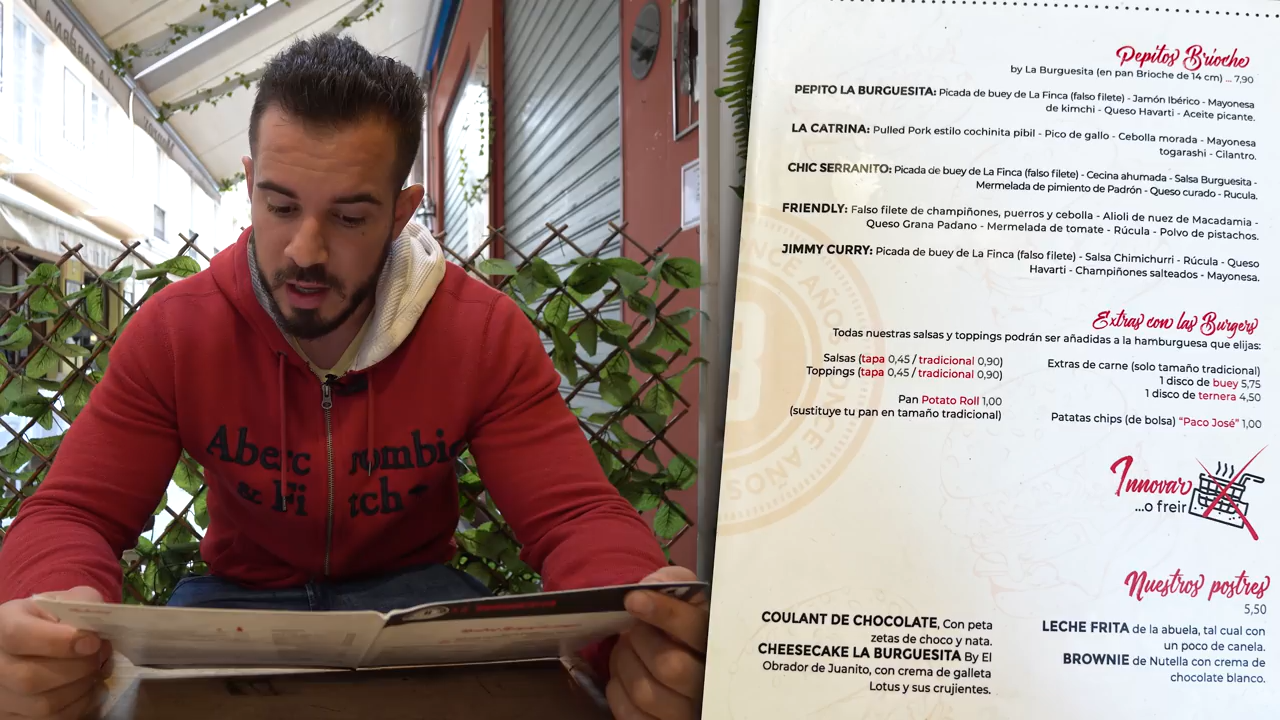 Abercrombie
& Fitch
Pepitos Brioche
by La Burguesita (en pan Brioche de 14 cm) ... 7,90
PEPITO LA BURGUESITA: Picada de buey de La Finca (falso filete) - Jamón Ibérico - Mayonesa
de kimchi - Queso Havarti - Aceite picante.
LA CATRINA: Pulled Pork estilo cochinita pibil - Pico de gallo - Cebolla morada - Mayonesa
togarashi - Cilantro.
CHIC SERRANITO: Picada de buey de La Finca (falso filete) - Cecina ahumada - Salsa Burguesita -
Mermelada de pimiento de Padrón - Queso curado - Rucula.
FRIENDLY: Falso filete de champiñones, puerros y cebolla - Alioli de nuez de Macadamia -
Queso Grana Padano - Mermelada de tomate - Rúcula - Polvo de pistachos.
JIMMY CURRY: Picada de buey de La Finca (falso filete) - Salsa Chimichurri - Rúcula - Queso
Havarti - Champiñones salteados - Mayonesa.
Extras con las Burgers
Todas nuestras salsas y toppings podrán ser añadidas a la hamburguesa que elijas:
Salsas (tapa 0,45 / tradicional 0,90)
Toppings (tapa 0,45 / tradicional 0,90)
Pan Potato Roll 1,00
(sustituye tu pan en tamaño tradicional)
Extras de carne (solo tamaño tradicional)
1 disco de buey 5,75
1 disco de ternera 4,50
Patatas chips (de bolsa) “Paco José” 1,00
Innovar
...o freir
Nuestros postres
5,50
COULANT DE CHOCOLATE, Con peta
zetas de choco y nata.
CHEESECAKE LA BURGUESITA By El
Obrador de Juanito, con crema de galleta
Lotus y sus crujientes.
LECHE FRITA de la abuela, tal cual con
un poco de canela.
BROWNIE de Nutella con crema de
chocolate blanco.